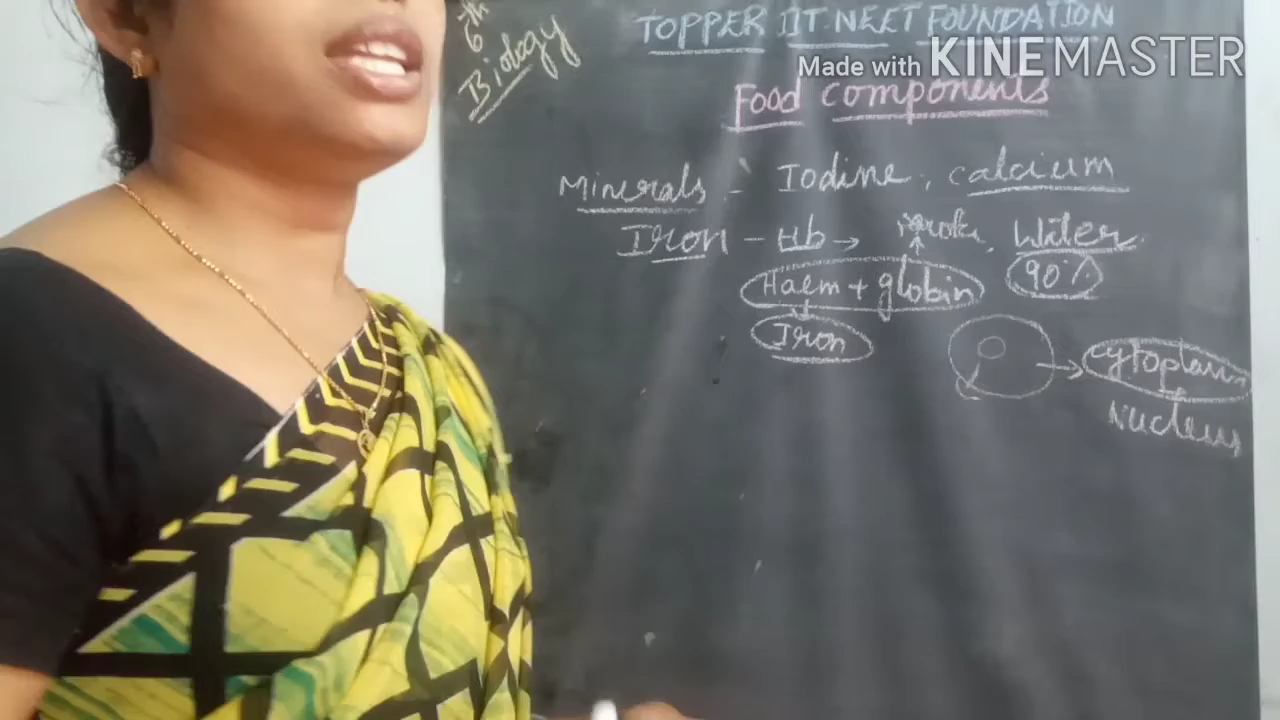 6th
Biology
TOPPER IIT-NEET FOUNDATION
Made with KINEMASTER
Food components
Minerals - Iodine, calcium
Iron - Hb →
Water
Haem + globin
90%
Iron
cytoplasm
Nucleus